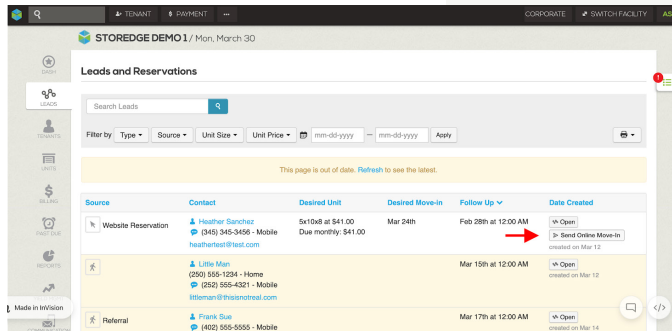 + TENANT
$ PAYMENT
...
CORPORATE
SWITCH FACILITY
AS
STOREDGE DEMO 1 / Mon, March 30
DASH
LEADS
TENANTS
UNITS
BILLING
PAST DUE
REPORTS
Leads and Reservations
1
Search Leads
Filter by Type Source Unit Size Unit Price mm-dd-yyyy — mm-dd-yyyy Apply
This page is out of date. Refresh to see the latest.
Source Contact Desired Unit Desired Move-in Follow Up Date Created
Website Reservation
Heather Sanchez
(345) 345-3456 - Mobile
heathertest@test.com
5x10x8 at $41.00
Due monthly: $41.00
Mar 24th
Feb 28th at 12:00 AM
Open
Send Online Move-In
created on Mar 12
Little Man
(250) 555-1234 - Home
(252) 555-4321 - Mobile
littleman@thisisnotreal.com
Mar 15th at 12:00 AM
Open
created on Mar 12
Made in InVision
Referral
Frank Sue
(402) 555-5555 - Mobile
Mar 17th at 12:00 AM
Open
created on Mar 14